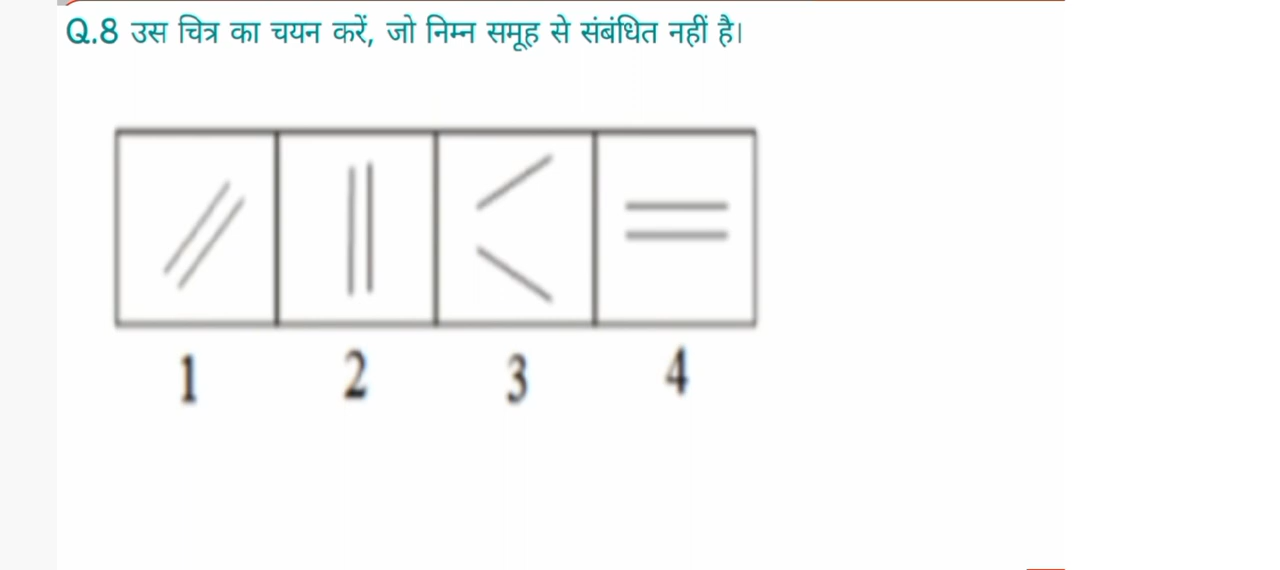 Q.8 उस चित्र का चयन करें, जो निम्न समूह से संबंधित नहीं है।
1 2 3 4